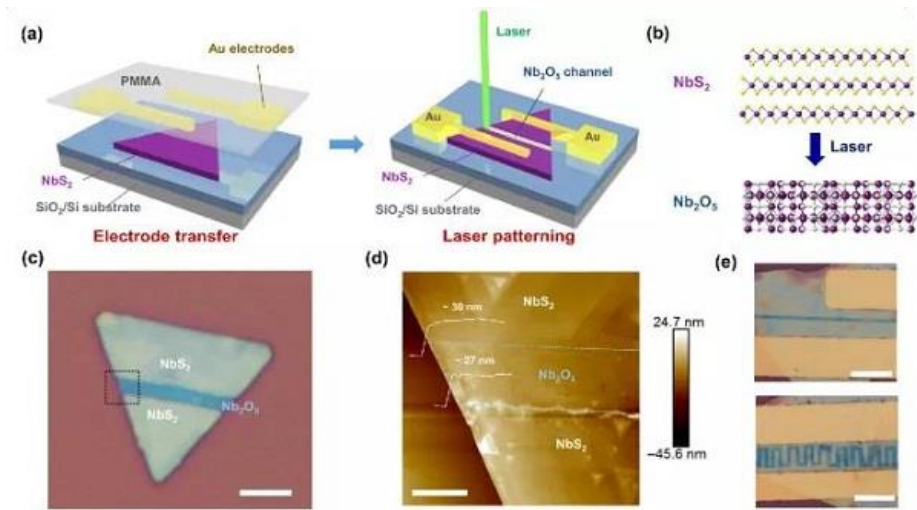 (a)
Au electrodes
PMMA
NbS₂
SiO₂/Si substrate
Electrode transfer
Laser
Nb₂O₅ channel
Au
Au
NbS₂
SiO₂/Si substrate
Laser patterning
(b)
NbS₂
Laser
Nb₂O₅
(c)
NbS₂
NbS₂
Nb₂O₅
(d)
NbS₂
~ 30 nm
~ 27 nm
Nb₂O₅
NbS₂
24.7 nm
−45.6 nm
(e)